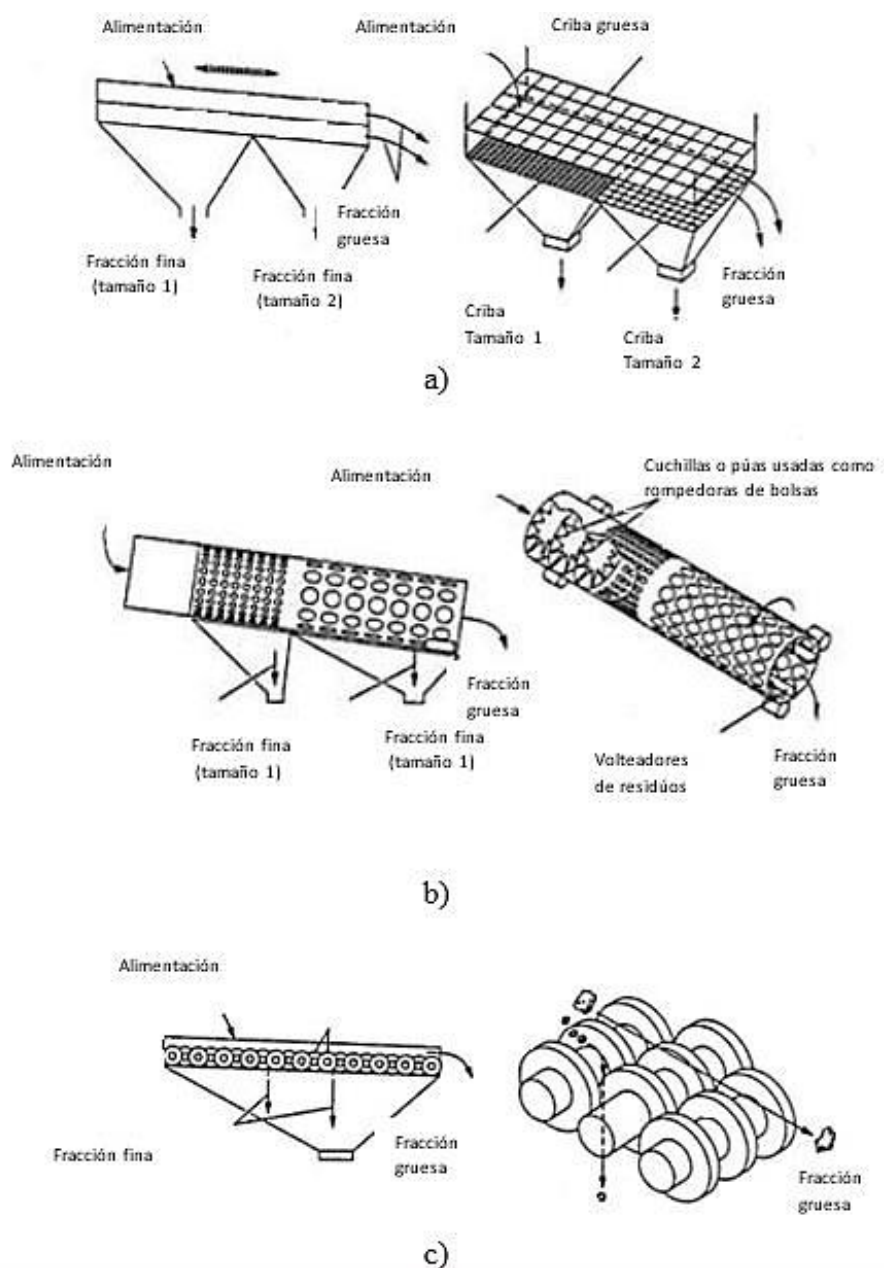 Alimentación
Alimentación
Criba gruesa
Fracción
gruesa
Fracción fina
(tamaño 1)
Fracción fina
(tamaño 2)
Fracción
gruesa
Criba
Tamaño 1
Criba
Tamaño 2
a)
Alimentación
Alimentación
Cuchillas o púas usadas como
rompedoras de bolsas
Fracción
gruesa
Fracción fina
(tamaño 1)
Fracción fina
(tamaño 1)
Volteadores
de residúos
Fracción
gruesa
b)
Alimentación
Fracción fina
Fracción
gruesa
Fracción
gruesa
c)